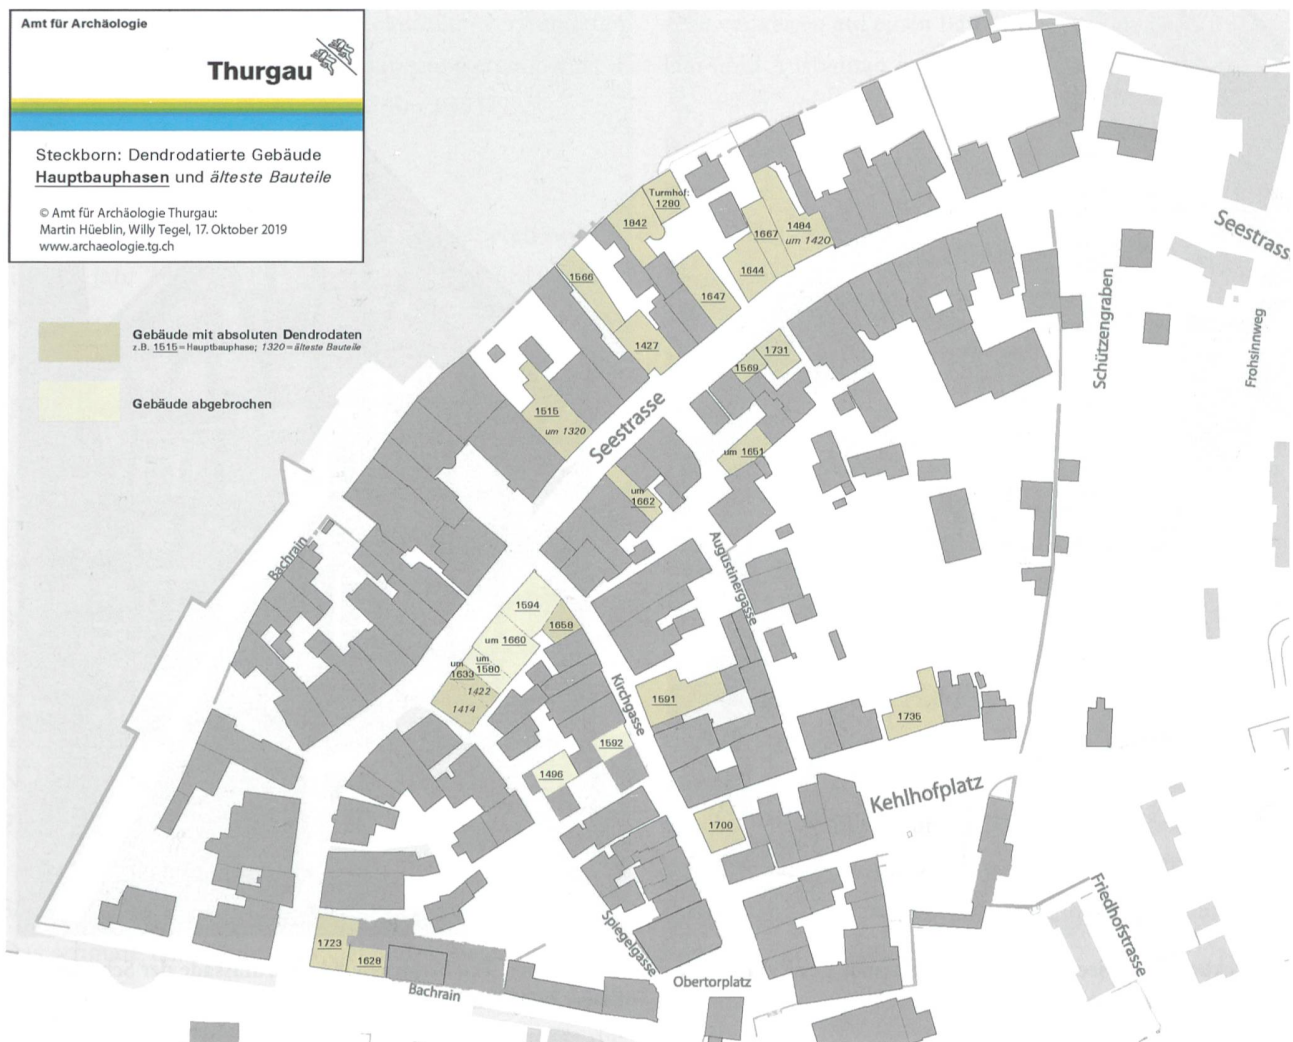 Amt für Archäologie
Thurgau
Steckborn: Dendrodatierte Gebäude
Hauptbauphasen und älteste Bauteile
© Amt für Archäologie Thurgau:
Martin Hüeblin, Willy Tegel, 17. Oktober 2019
www.archaeologie.tg.ch
Gebäude mit absoluten Dendrodaten
z.B. 1515=Hauptbauphase; 1320=älteste Bauteile
Gebäude abgebrochen
Turmhof:
1280
1842
1484
um 1420
1667
1644
1566
1647
1427
1731
1569
1515
um 1320
Seestrasse
um 1651
um
1662
Seestrasse
Schützengraben
Frohsinnweg
Bachrain
Augustinergasse
1594
1658
um 1660
um
1580
um
1633
1422
1414
Kirchgasse
1591
1735
1592
1496
Kehlhofplatz
1700
Friedhofstrasse
Spiegelgasse
1723
1628
Bachrain
Obertorplatz